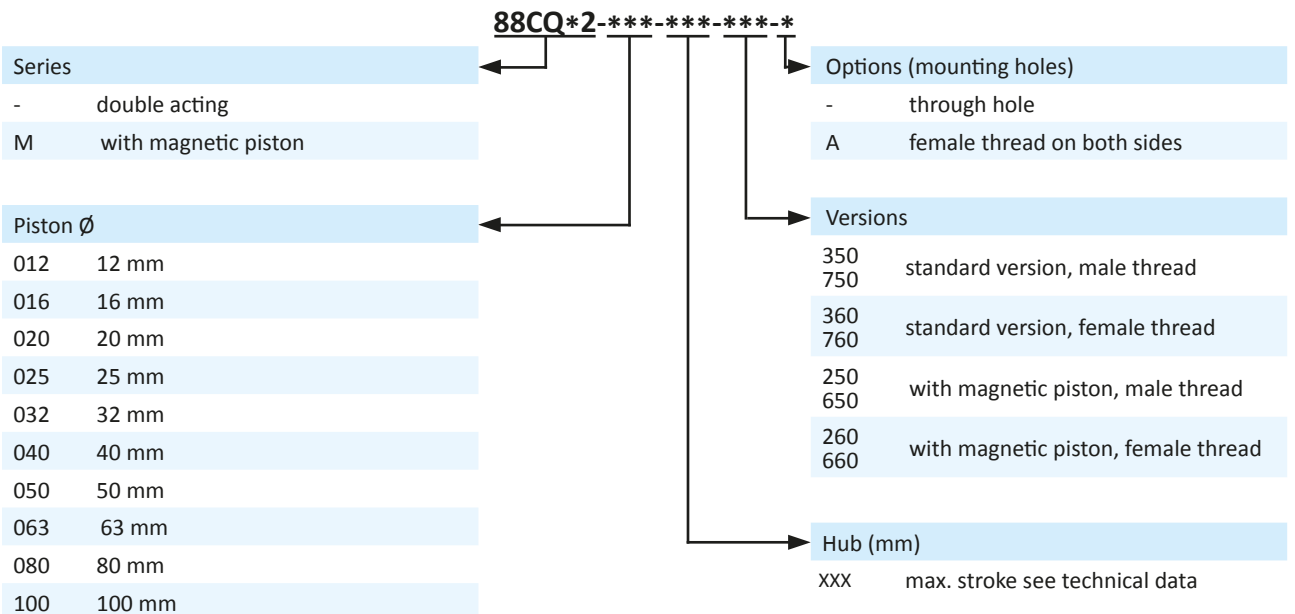 88CQ*2-***-***-***-*
Series
- double acting
M with magnetic piston
Piston Ø
012 12 mm
016 16 mm
020 20 mm
025 25 mm
032 32 mm
040 40 mm
050 50 mm
063 63 mm
080 80 mm
100 100 mm
Options (mounting holes)
- through hole
A female thread on both sides
Versions
350
750
standard version, male thread
360
760
standard version, female thread
250
650
with magnetic piston, male thread
260
660
with magnetic piston, female thread
Hub (mm)
XXX max. stroke see technical data